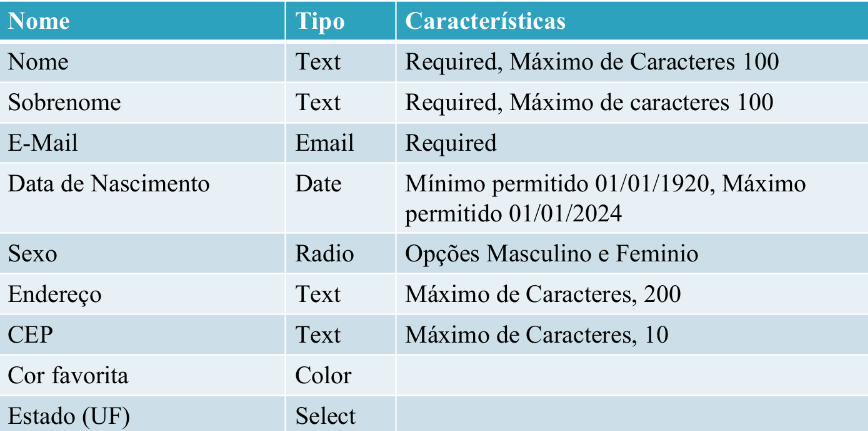 Nome Tipo Características
Nome Text Required, Máximo de Caracteres 100
Sobrenome Text Required, Máximo de caracteres 100
E-Mail Email Required
Data de Nascimento Date Mínimo permitido 01/01/1920, Máximo
permitido 01/01/2024
Sexo Radio Opções Masculino e Feminio
Endereço Text Máximo de Caracteres, 200
CEP Text Máximo de Caracteres, 10
Cor favorita Color
Estado (UF) Select